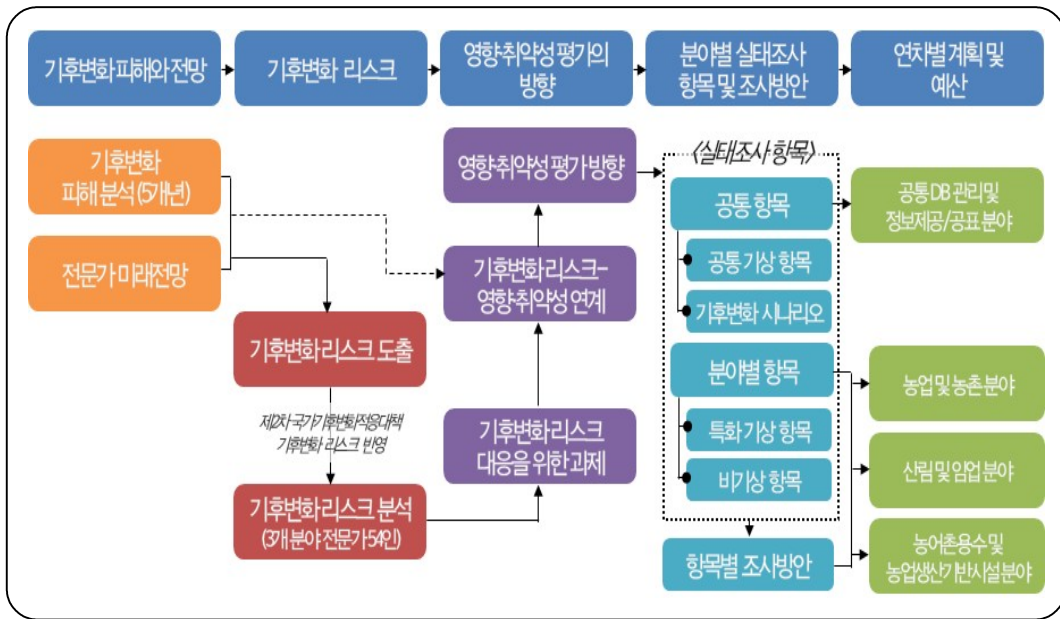 기후변화 피해와 전망
기후변화 리스크
영향·취약성 평가의
방향
분야별 실태조사
항목 및 조사방안
연차별 계획 및
예산
기후변화
피해 분석 (5개년)
전문가 미래전망
기후변화 리스크 도출
제2차 국가기후변화적응대책
기후변화 리스크 반영
기후변화 리스크 분석
(3개 분야 전문가 54인)
영향·취약성 평가 방향
기후변화 리스크-
영향·취약성 연계
기후변화 리스크
대응을 위한 과제
<실태조사 항목>
공통 항목
공통 기상 항목
기후변화 시나리오
분야별 항목
특화 기상 항목
비기상 항목
항목별 조사방안
공통 DB 관리 및
정보제공/공표 분야
농업 및 농촌 분야
산림 및 임업 분야
농어촌용수 및
농업생산기반시설 분야